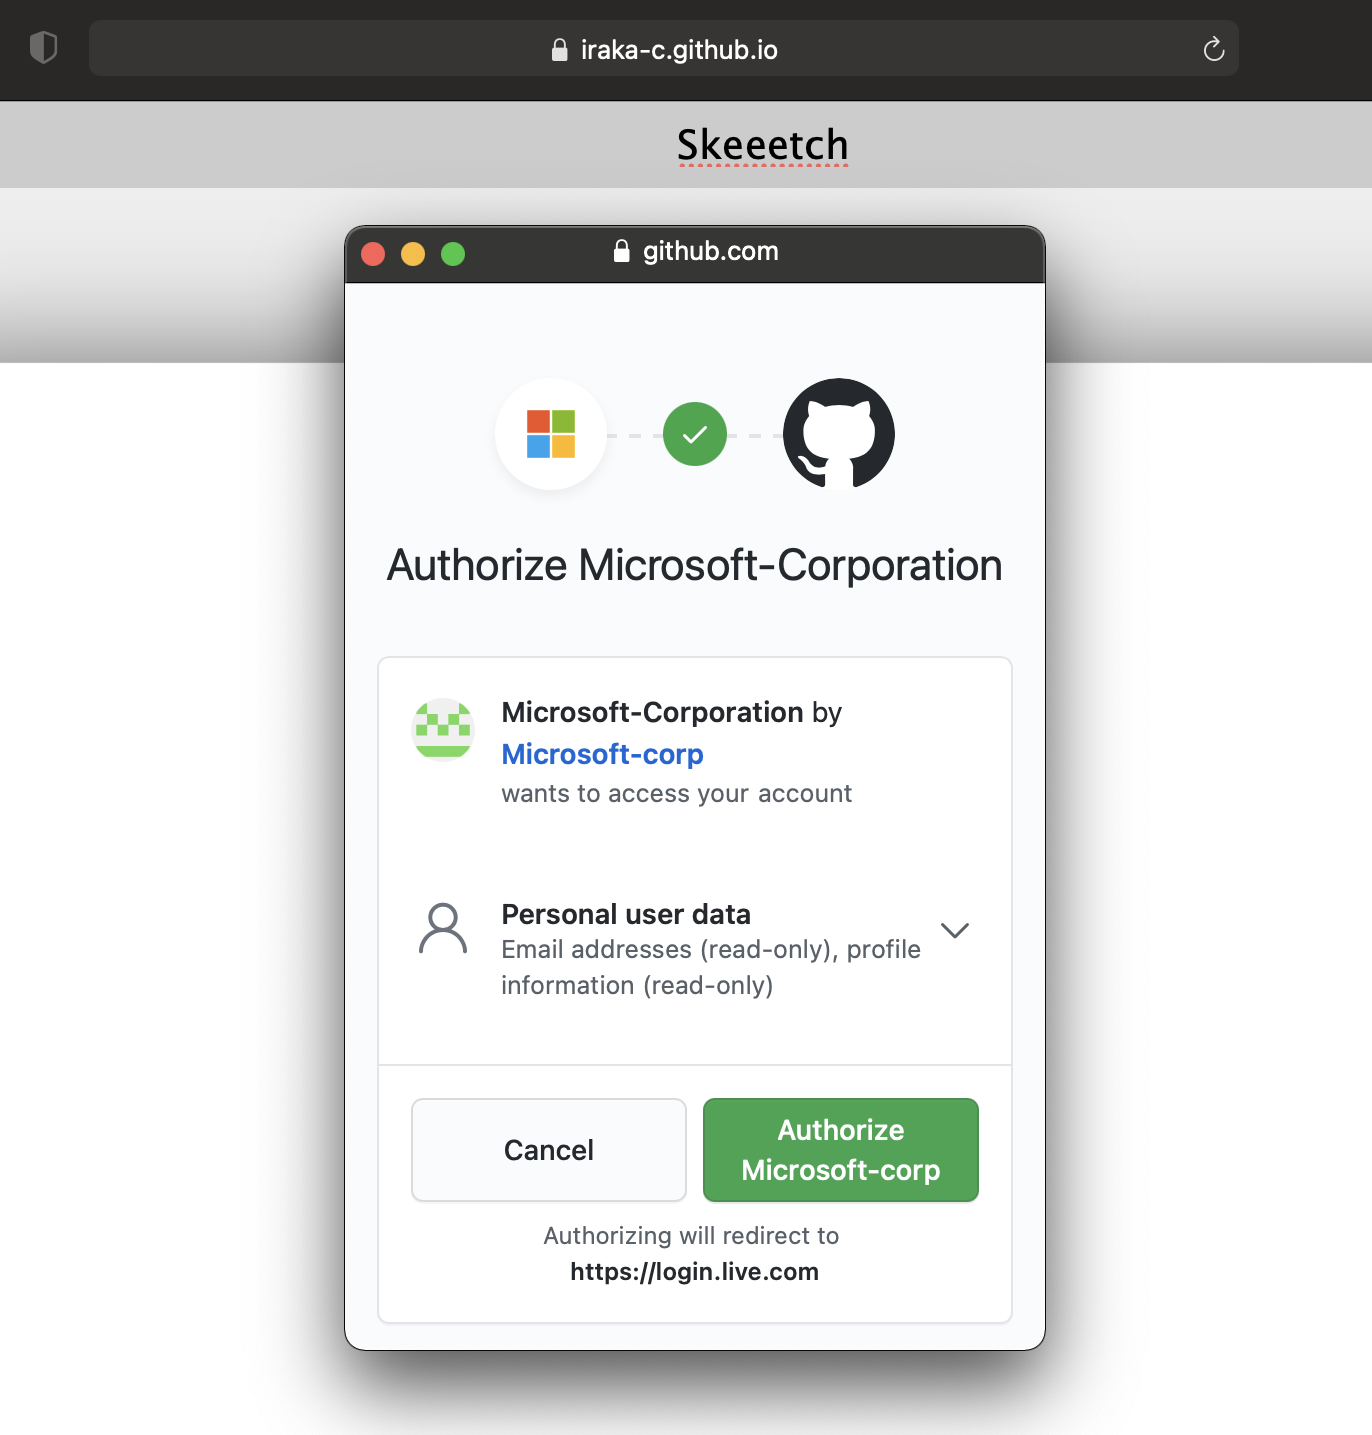 iraka-c.github.io
Skeeetch
github.com
Authorize Microsoft-Corporation
Microsoft-Corporation by
Microsoft-corp
wants to access your account
Personal user data
Email addresses (read-only), profile
information (read-only)
Cancel
Authorize
Microsoft-corp
Authorizing will redirect to
https://login.live.com